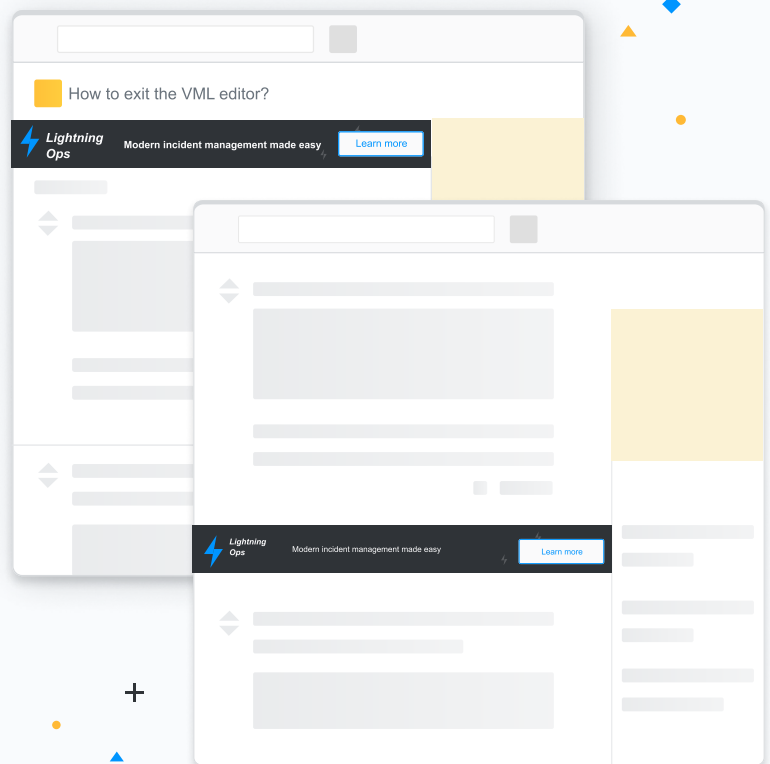 How to exit the VML editor?
Lightning
Ops
Modern incident management made easy
Learn more
Lightning
Ops
Modern incident management made easy
Learn more